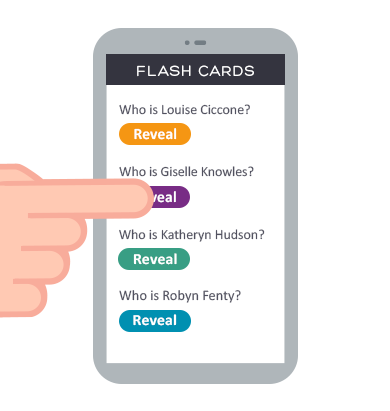 FLASH CARDS
Who is Louise Ciccone?
Reveal
Who is Giselle Knowles?
veal
Who is Katheryn Hudson?
Reveal
Who is Robyn Fenty?
Reveal